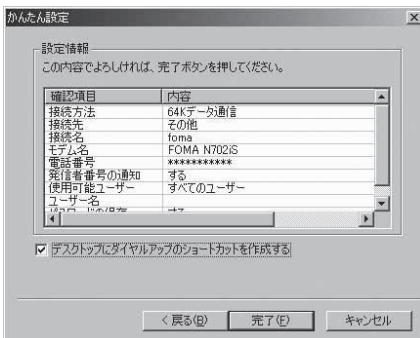 かんたん設定
設定情報
この内容でよろしければ、完了ボタンを押してください。
確認項目 内容
接続方法 64Kデータ通信
接続先 その他
接続名 foma
モデム名 FOMA N702iS
電話番号 ***********
発信者番号の通知 する
使用可能ユーザー すべてのユーザー
ユーザー名
デスクトップにダイヤルアップのショートカットを作成する
< 戻る(B) 完了(F) キャンセル